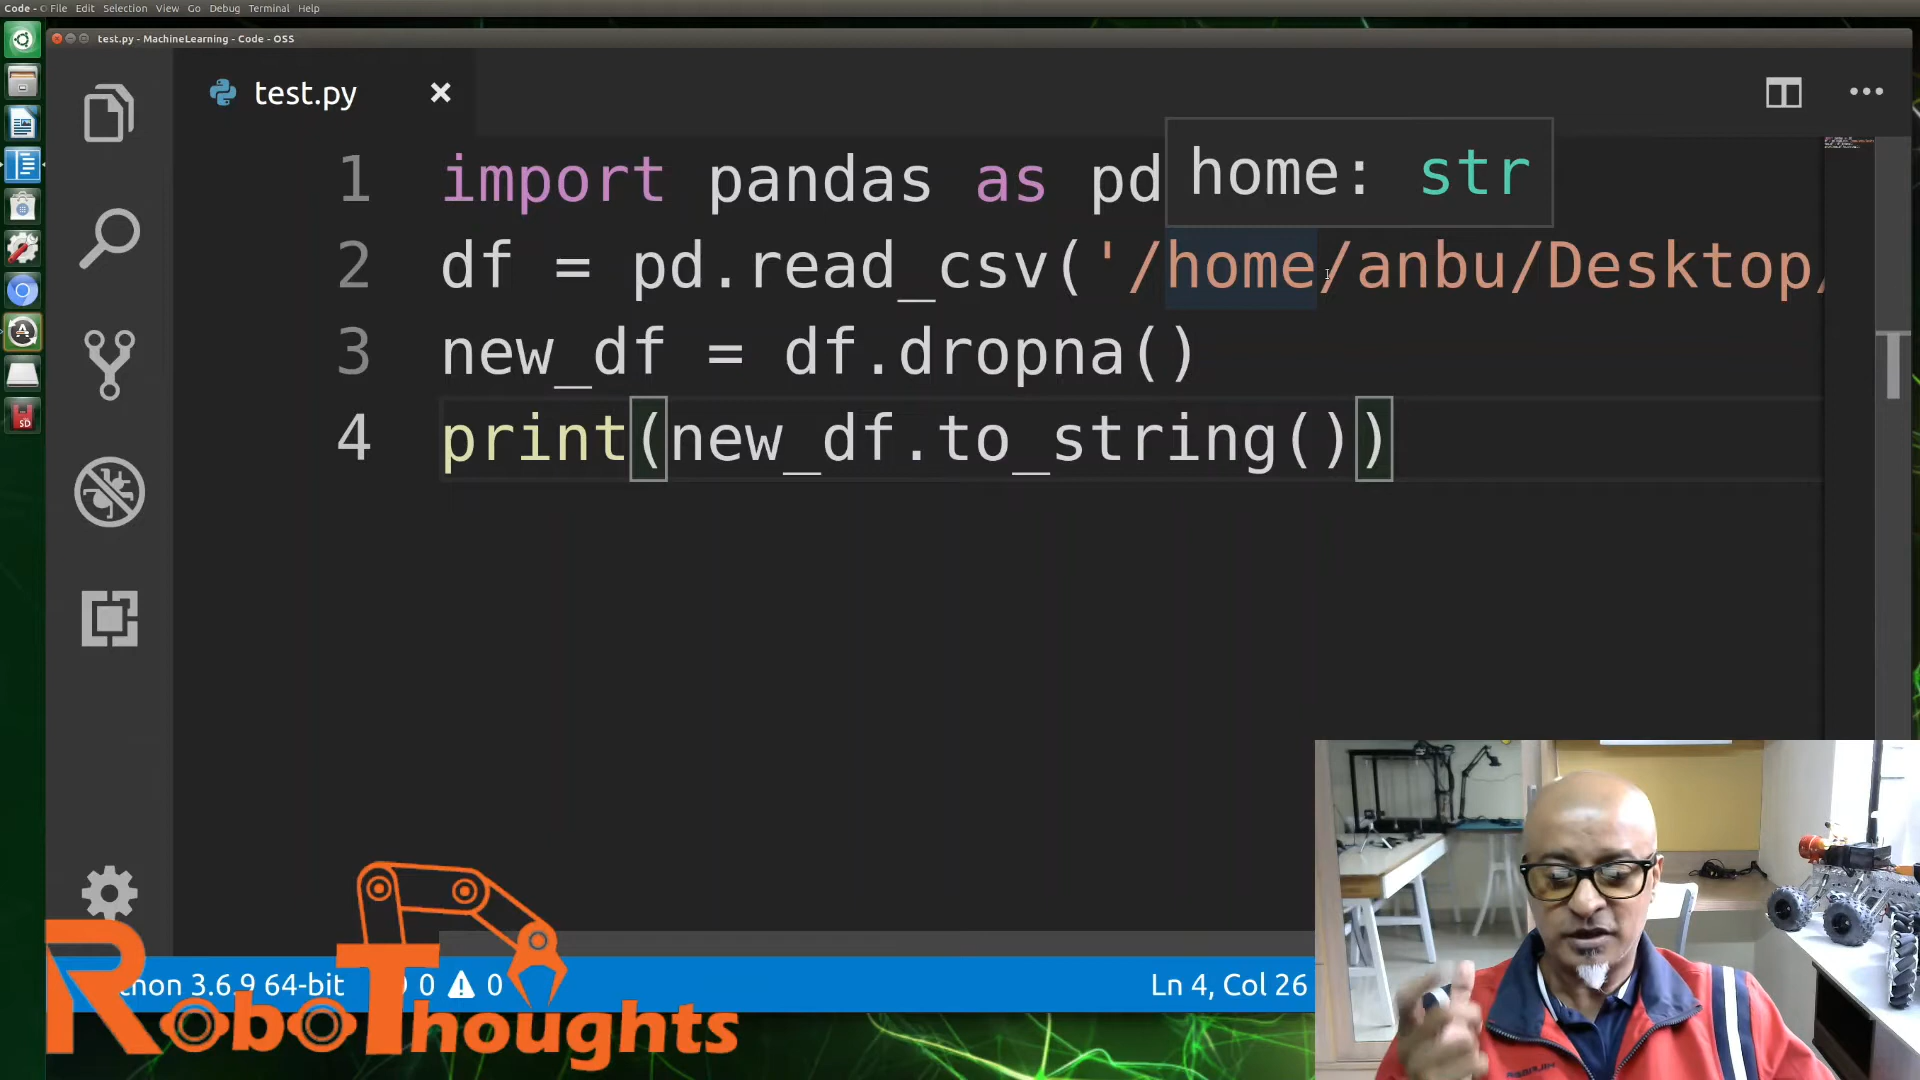 Code - File Edit Selection View Go Debug Terminal Help
test.py - MachineLearning - Code - OSS
test.py
home: str
1 import pandas as pd
2 df = pd.read_csv('/home/anbu/Desktop/
3 new_df = df.dropna()
4 print(new_df.to_string())
hon 3.6.9 64-bit 0 0
Ln 4, Col 26
RoboThoughts